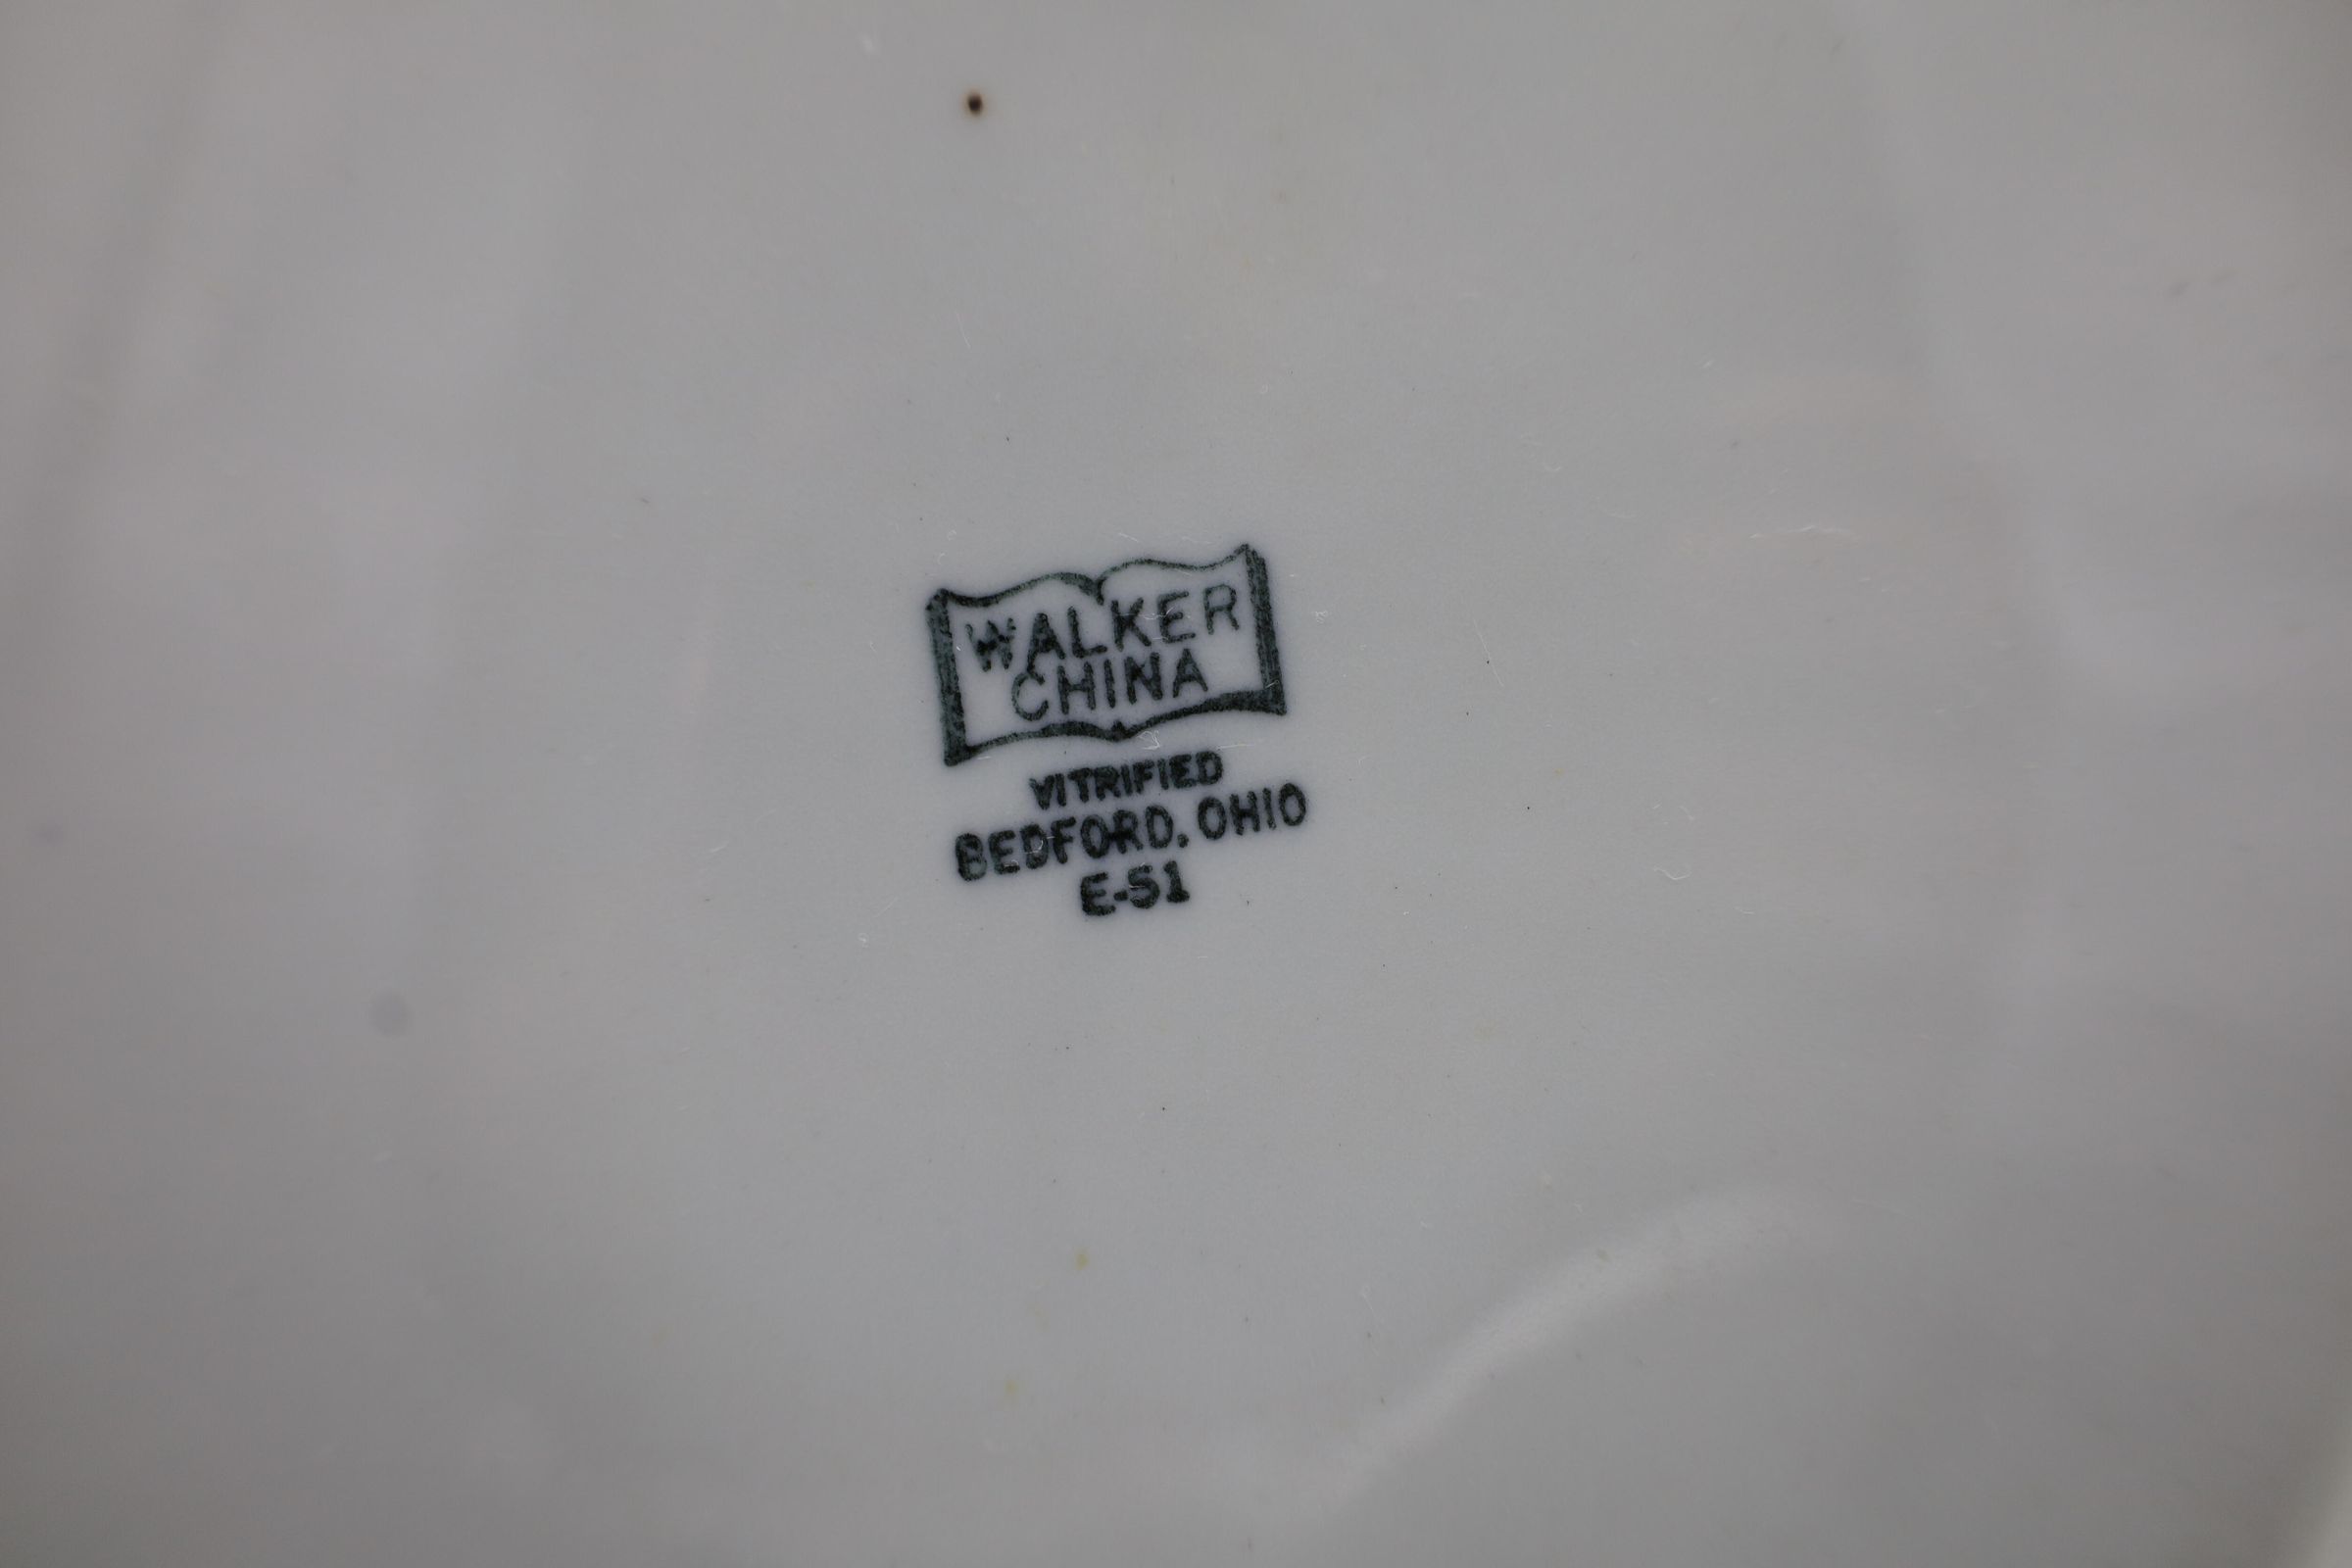 WALKER
CHINA
VITRIFIED
BEDFORD, OHIO
E-51